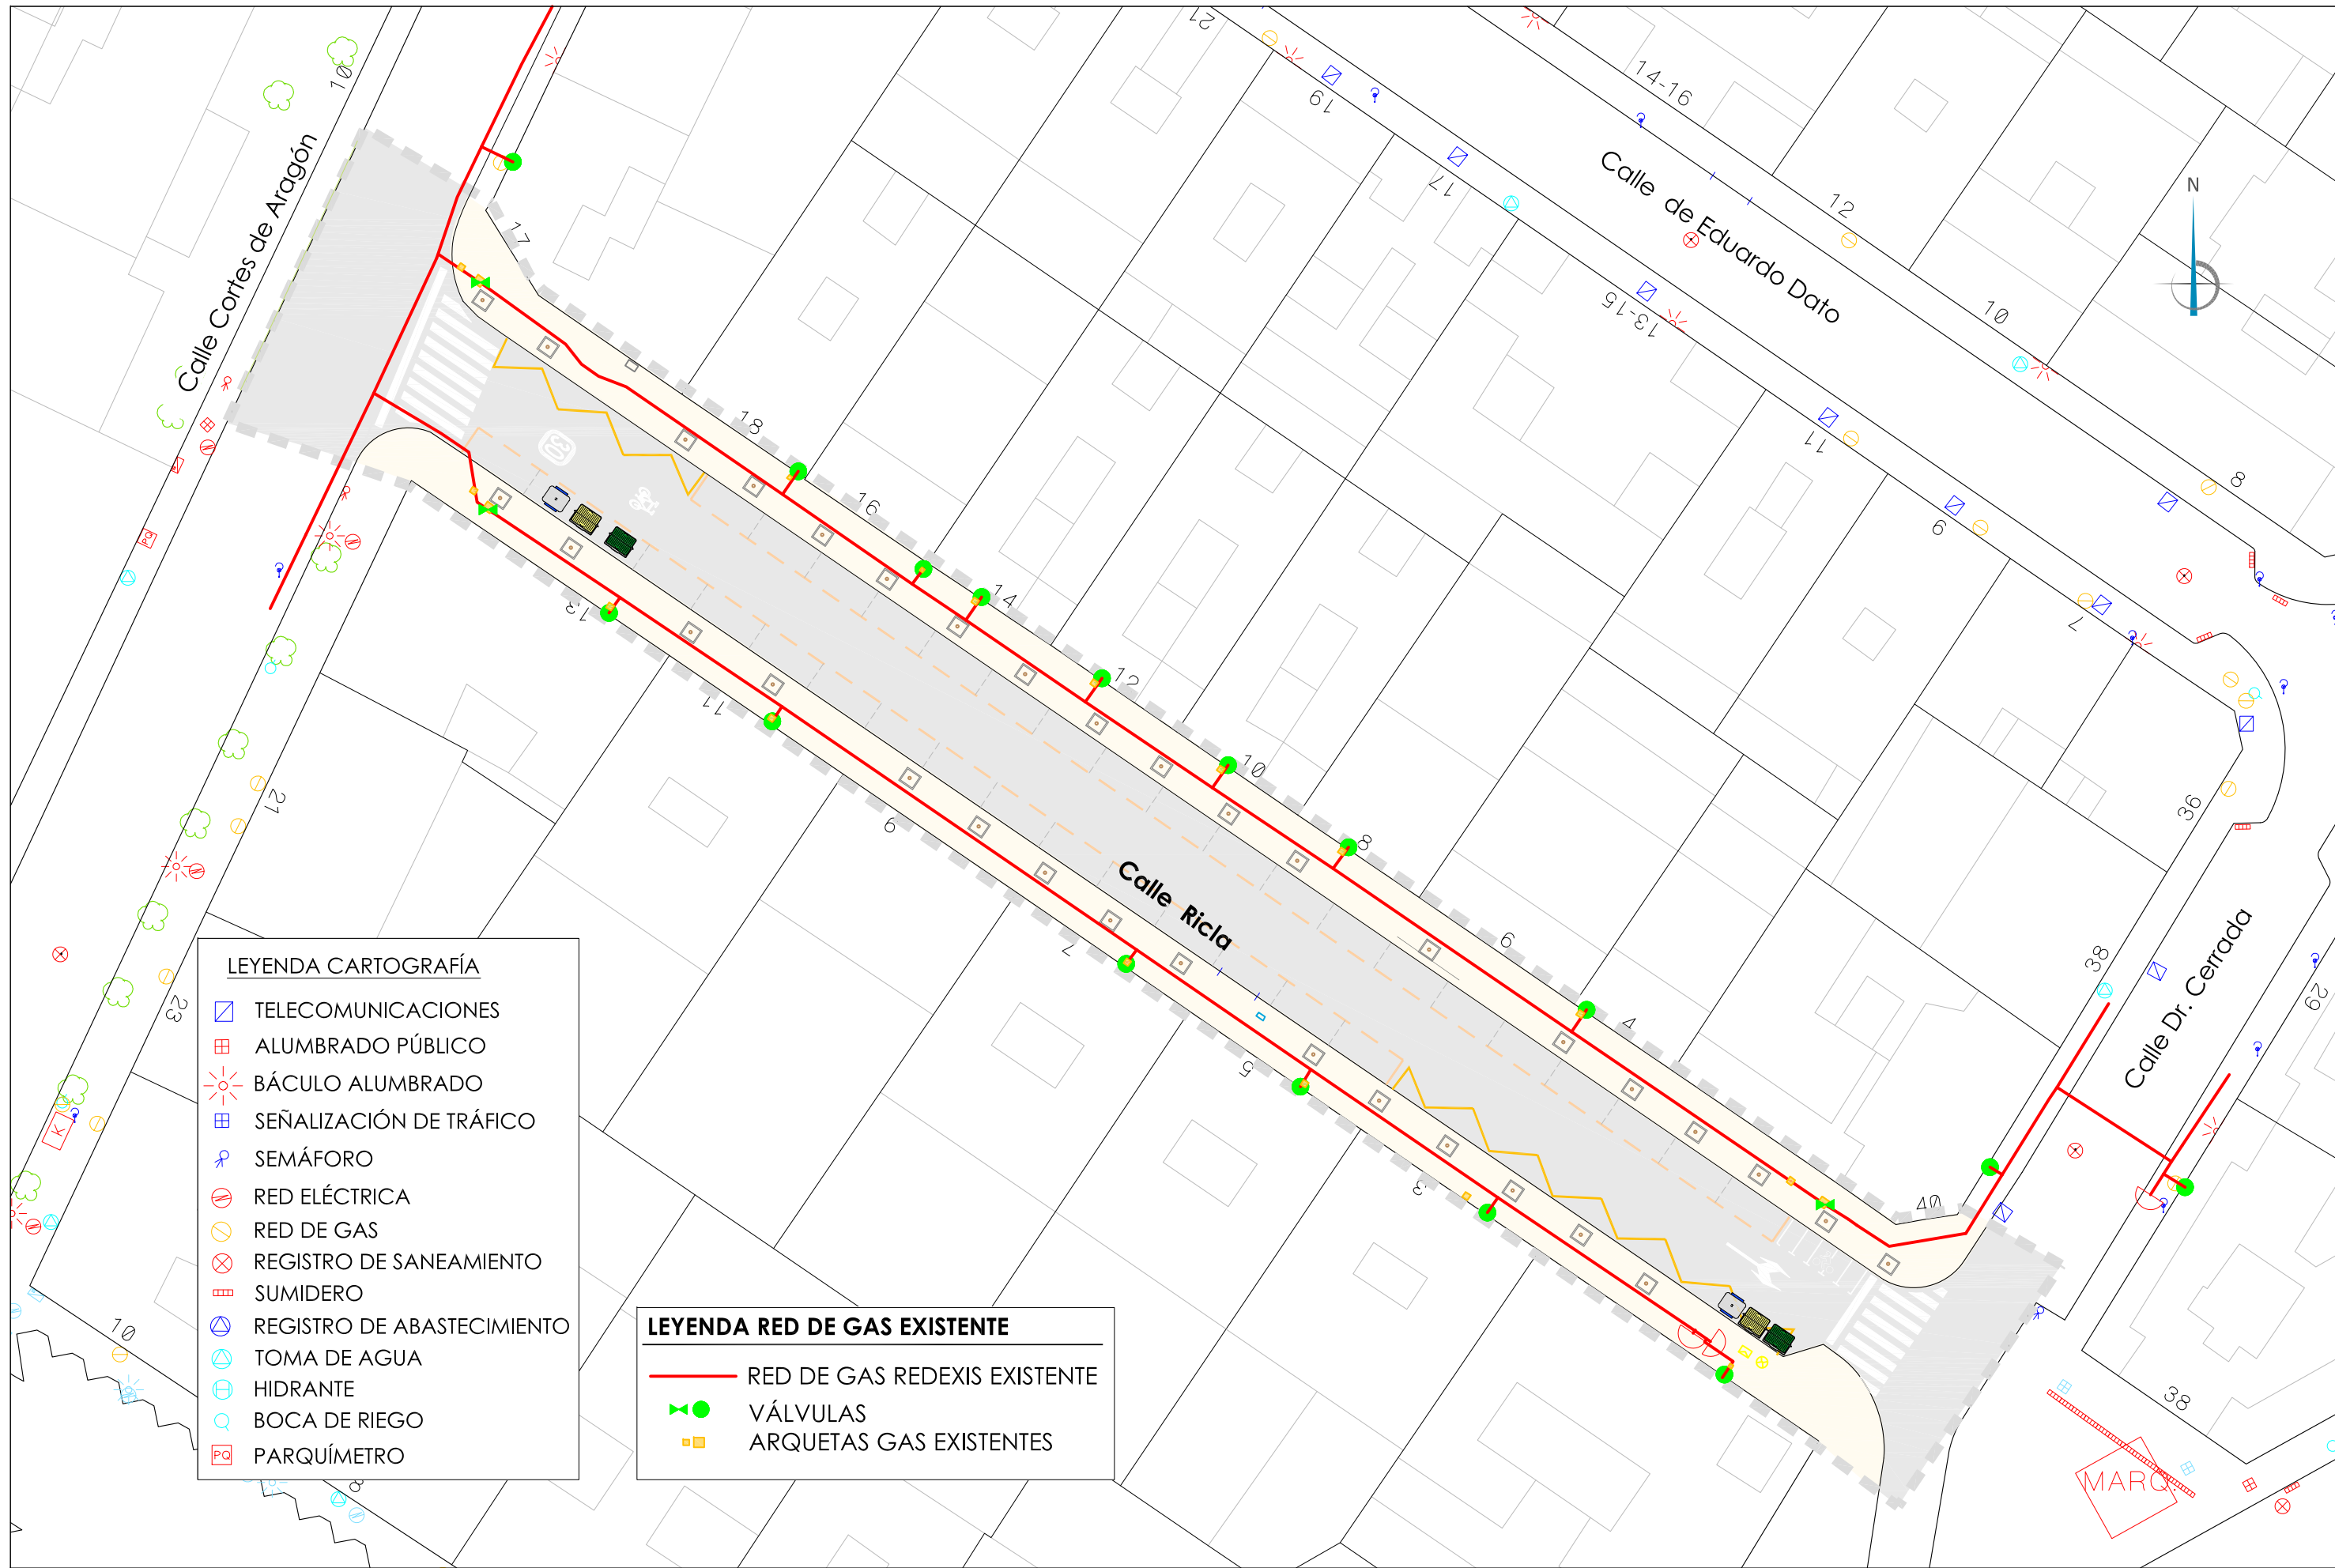 21
10
19
14-16
17
Calle de Eduardo Dato
12
N
Calle Cortes de Aragón
17
13-15
10
18
11
8
30
16
9
14
13
7
12
11
10
36
21
9
8
Calle Ricla
6
7
38
Calle Dr. Cerrada
29
23
4
5
3
40
10
8
38
PQ
K
MARQ.
LEYENDA CARTOGRAFÍA
TELECOMUNICACIONES
ALUMBRADO PÚBLICO
BÁCULO ALUMBRADO
SEÑALIZACIÓN DE TRÁFICO
SEMÁFORO
RED ELÉCTRICA
RED DE GAS
REGISTRO DE SANEAMIENTO
SUMIDERO
REGISTRO DE ABASTECIMIENTO
TOMA DE AGUA
HIDRANTE
BOCA DE RIEGO
PQ PARQUÍMETRO
LEYENDA RED DE GAS EXISTENTE
RED DE GAS REDEXIS EXISTENTE
VÁLVULAS
ARQUETAS GAS EXISTENTES